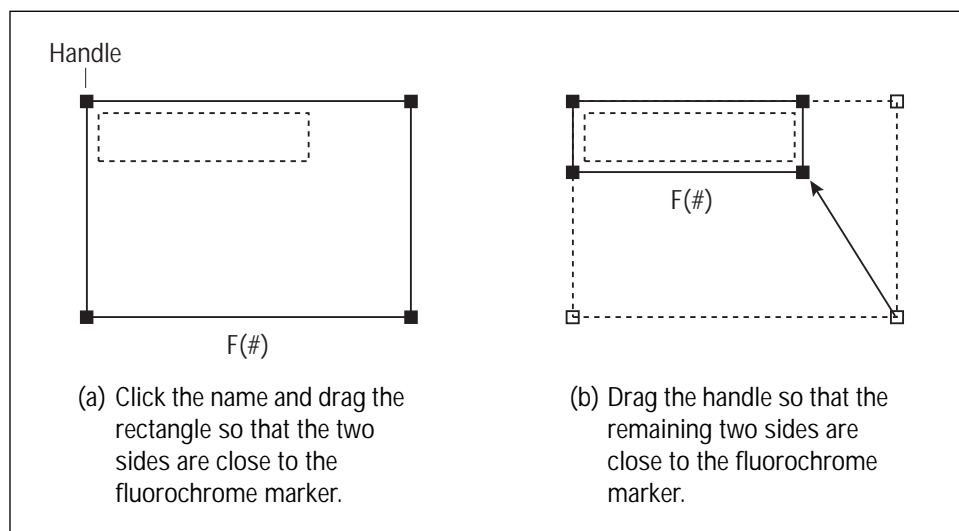 Handle
F(#)
F(#)
(a) Click the name and drag the
rectangle so that the two
sides are close to the
fluorochrome marker.
(b) Drag the handle so that the
remaining two sides are
close to the fluorochrome
marker.